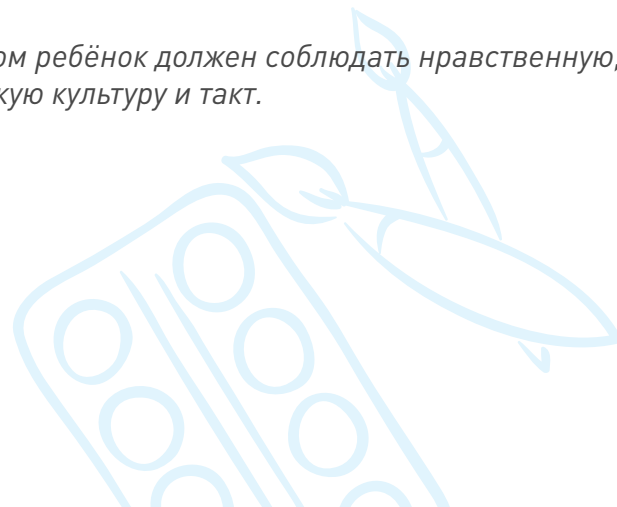 ом ребёнок должен соблюдать нравственную,
кую культуру и такт.